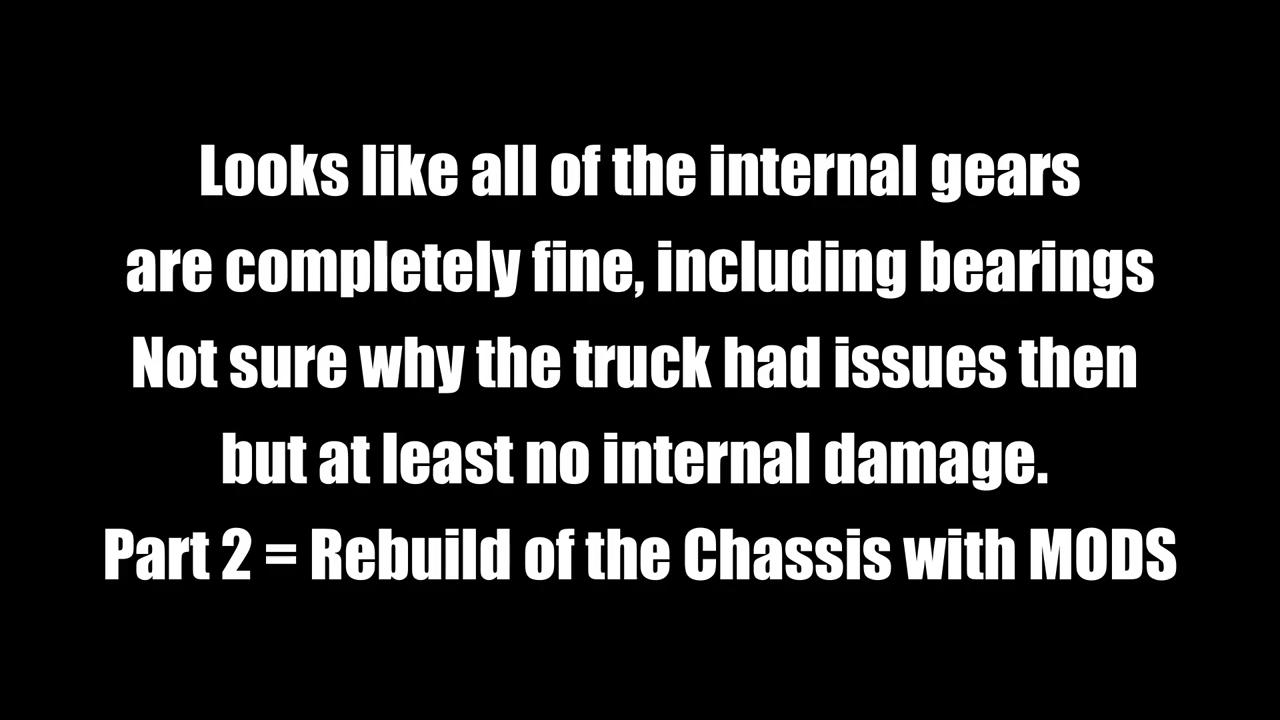 Looks like all of the internal gears
are completely fine, including bearings
Not sure why the truck had issues then
but at least no internal damage.
Part 2 = Rebuild of the Chassis with MODS